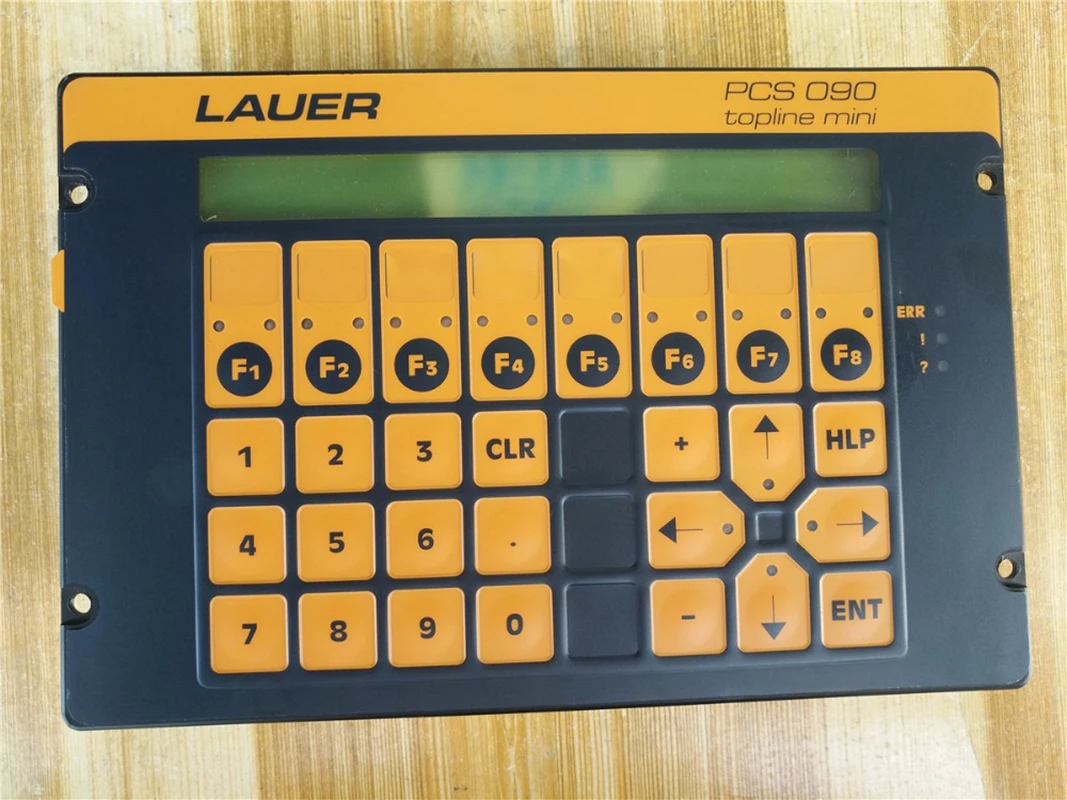 LAUER
PCS 090
topline mini
F1 F2 F3 F4 F5 F6 F7 F8
ERR
!
?
1 2 3 CLR + HLP
4 5 6 .
7 8 9 0 - ENT